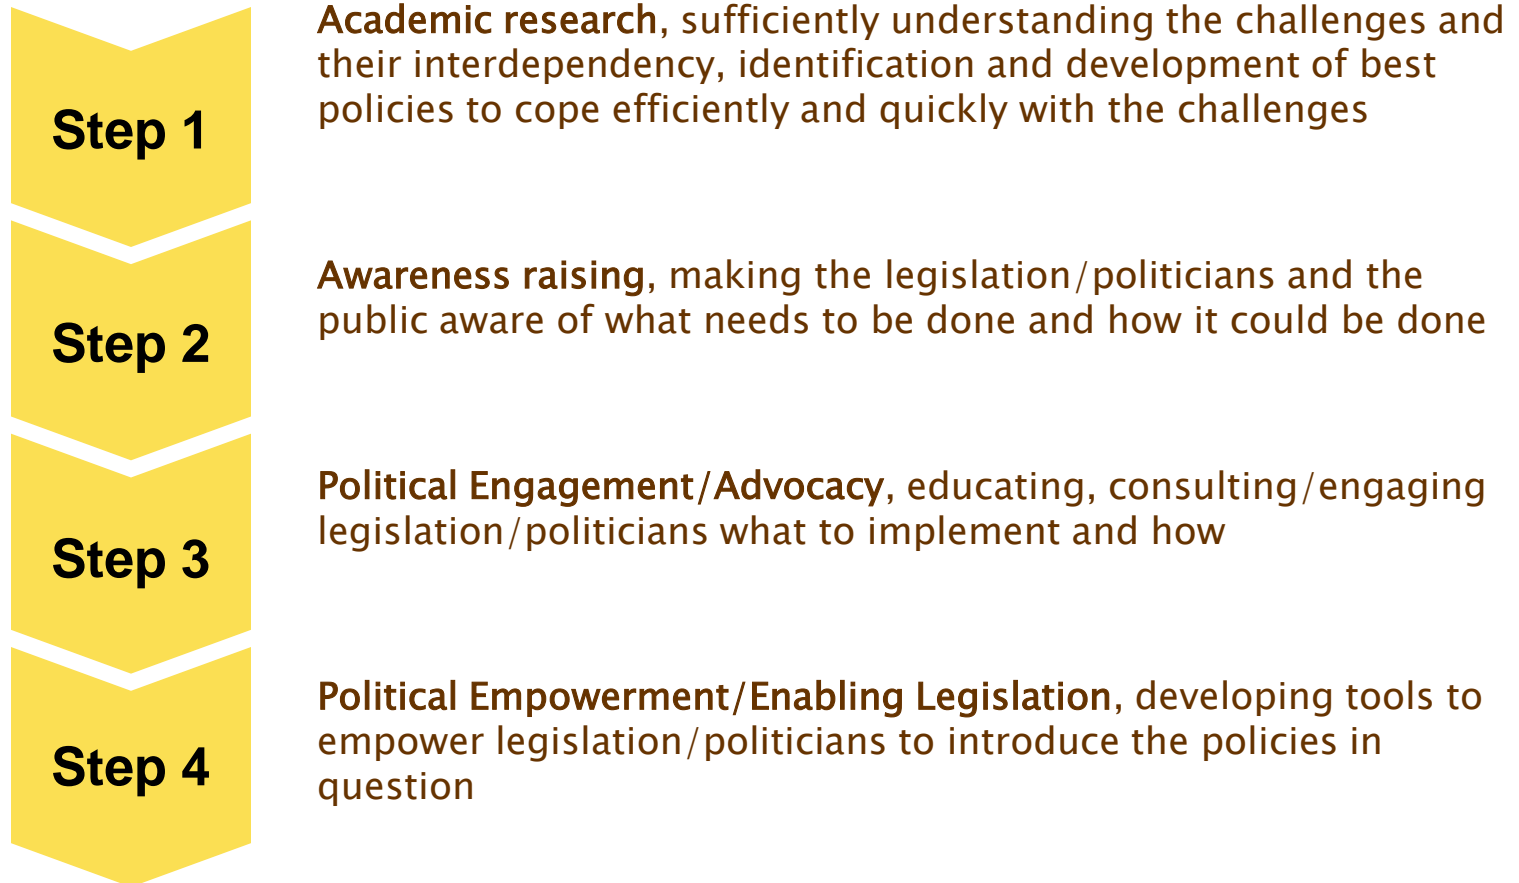 Step 1
Academic research, sufficiently understanding the challenges and
their interdependency, identification and development of best
policies to cope efficiently and quickly with the challenges
Step 2
Awareness raising, making the legislation/politicians and the
public aware of what needs to be done and how it could be done
Step 3
Political Engagement/Advocacy, educating, consulting/engaging
legislation/politicians what to implement and how
Step 4
Political Empowerment/Enabling Legislation, developing tools to
empower legislation/politicians to introduce the policies in
question